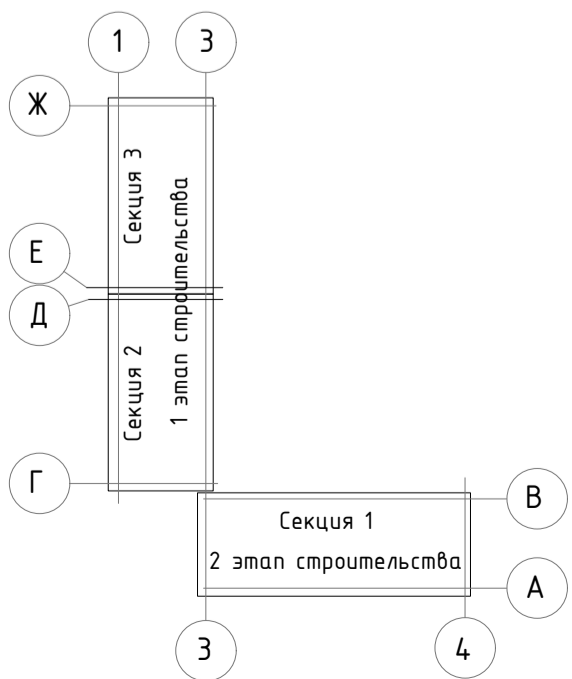 1
3
Ж
Секция 3
1 этап строительства
Е
Д
Секция 2
Г
В
Секция 1
2 этап строительства
А
3
4